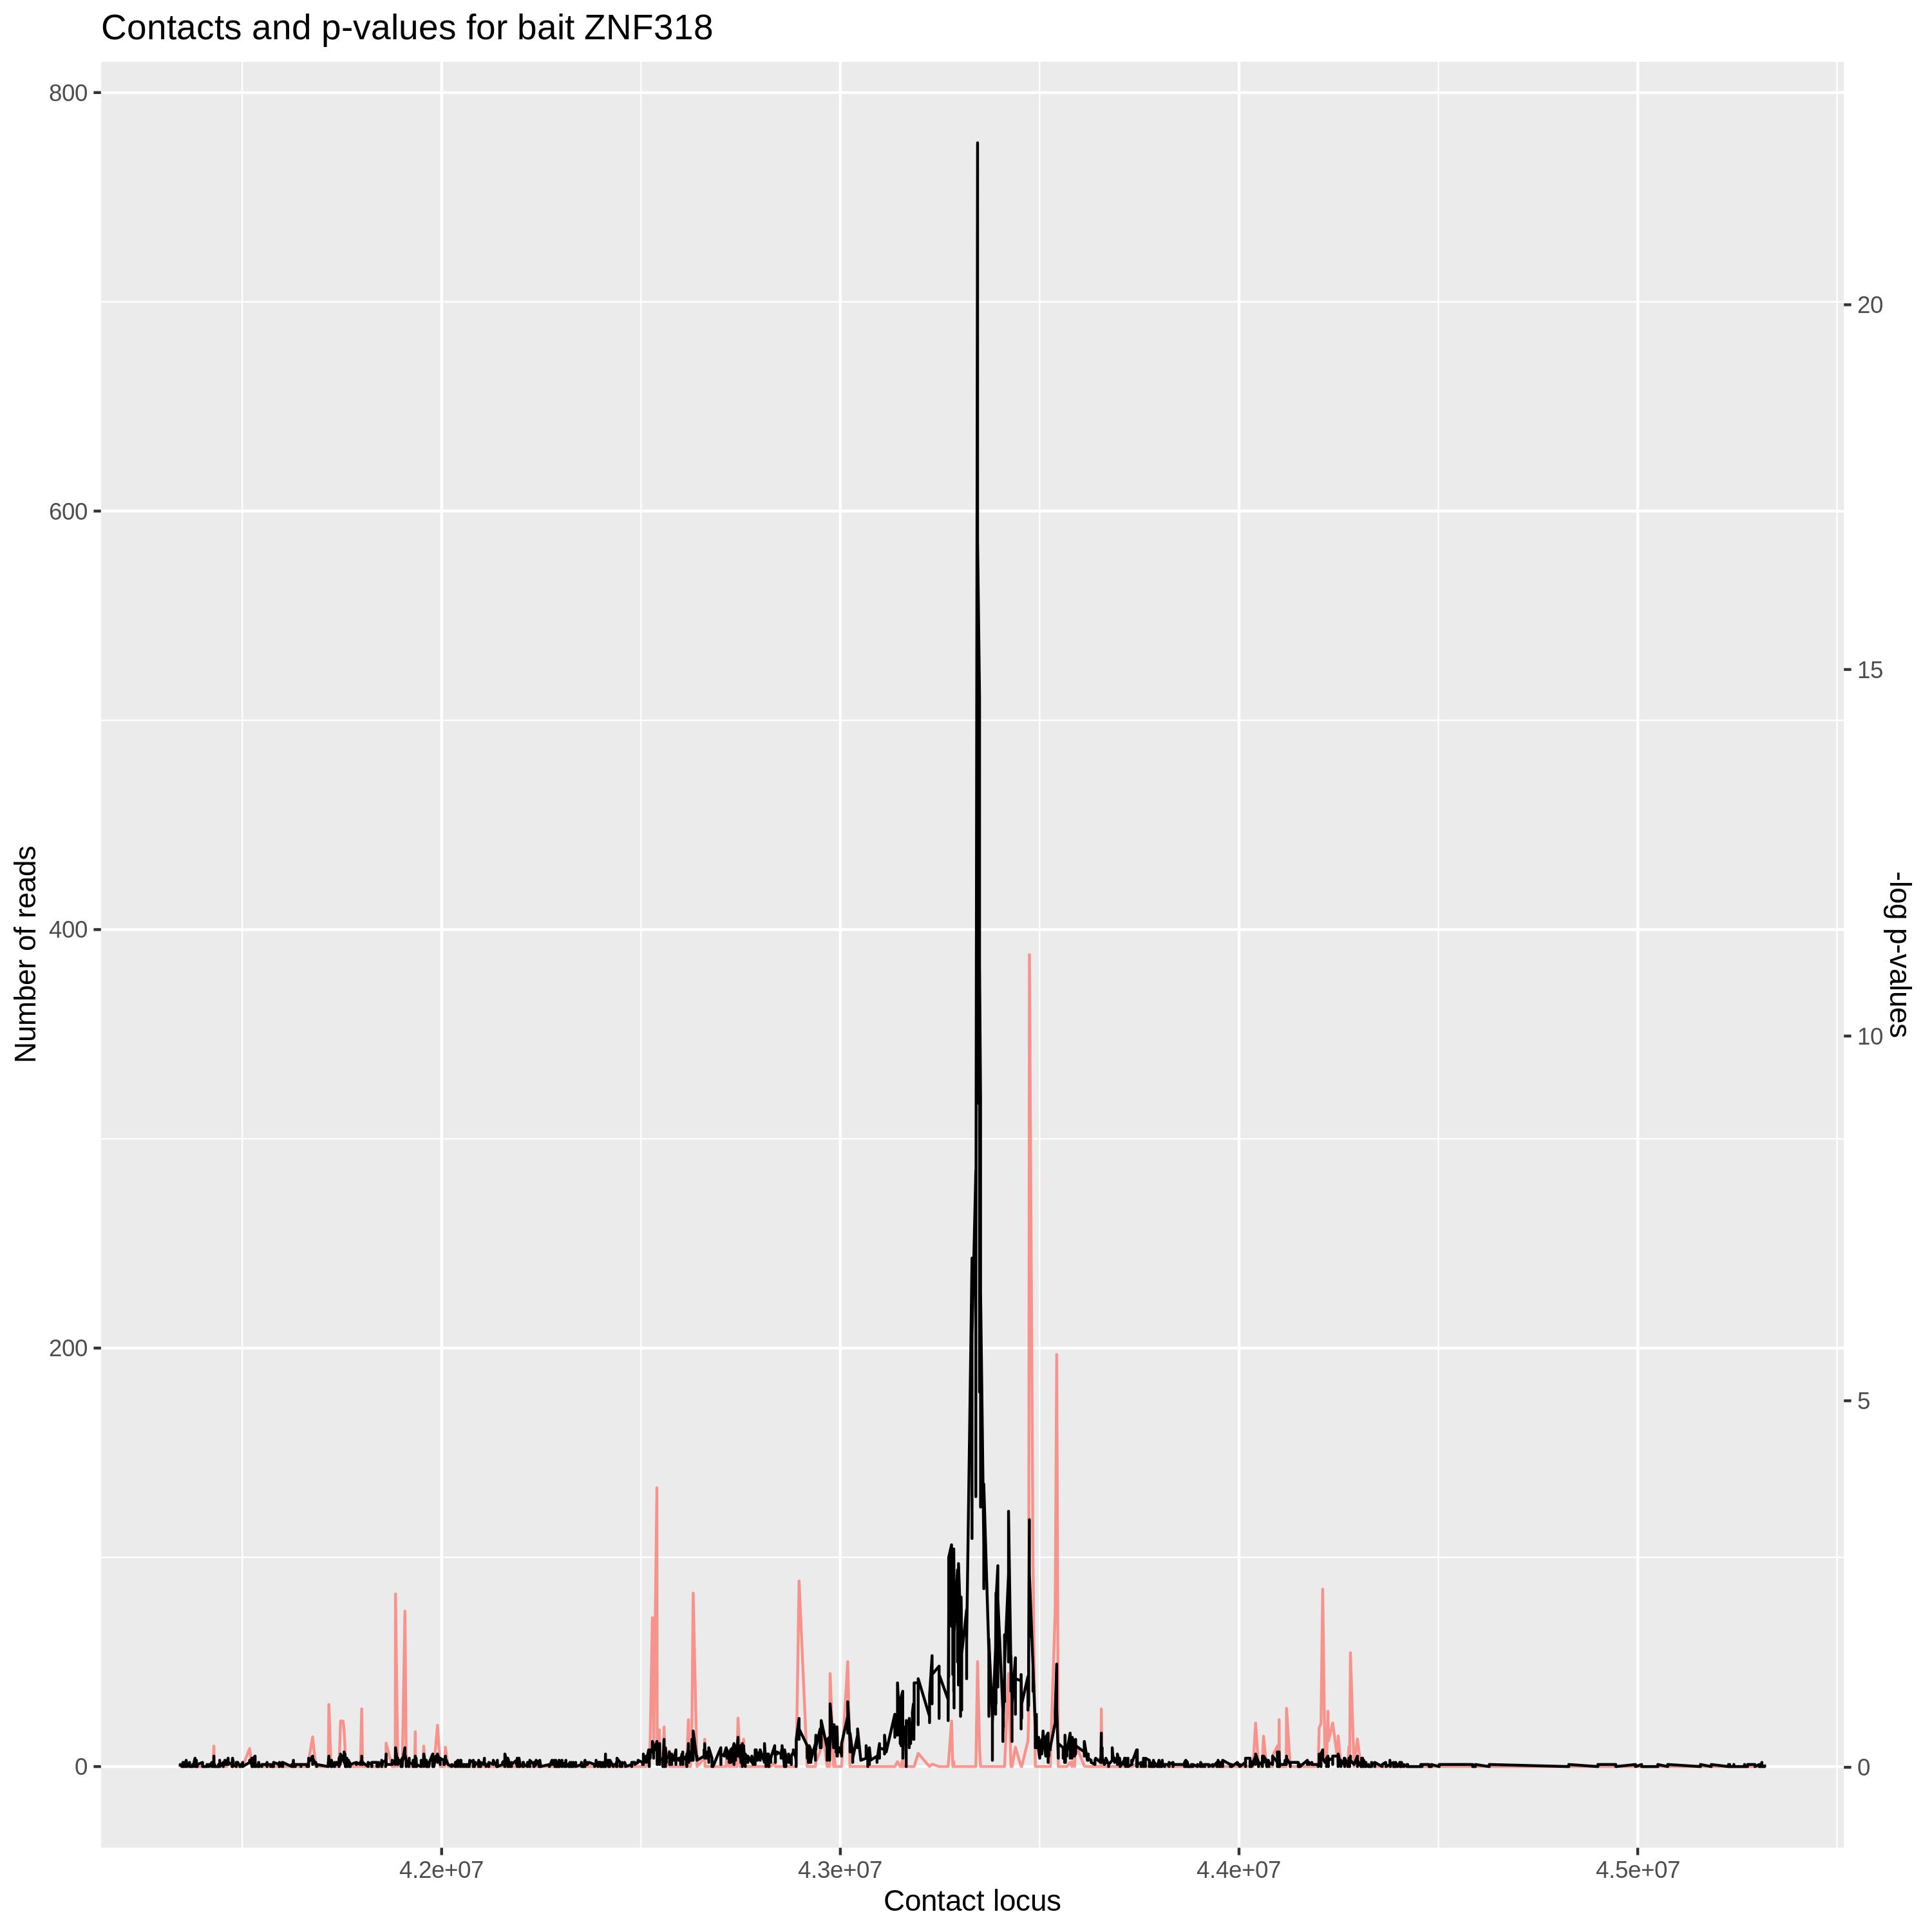 Contacts and p-values for bait ZNF318
800
600
400
200
0
Number of reads
20
15
10
5
0
-log p-values
4.2e+07
4.3e+07
4.4e+07
4.5e+07
Contact locus